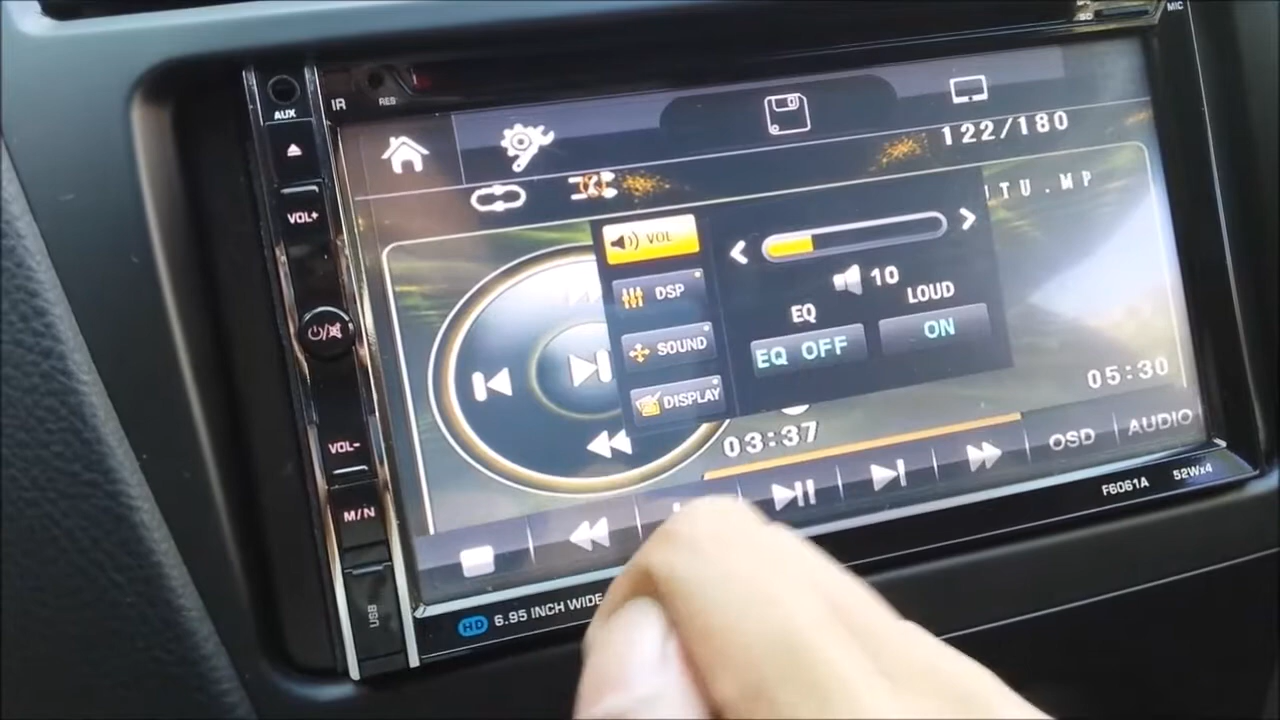 MIC
AUX
IR
RES
VOL+
VOL-
M/N
USB
122/180
ITU.MP
VOL
DSP
SOUND
DISPLAY
10
EQ
LOUD
EQ OFF
ON
03:37
05:30
OSD
AUDIO
HD 6.95 INCH WIDE
F6061A
52Wx4